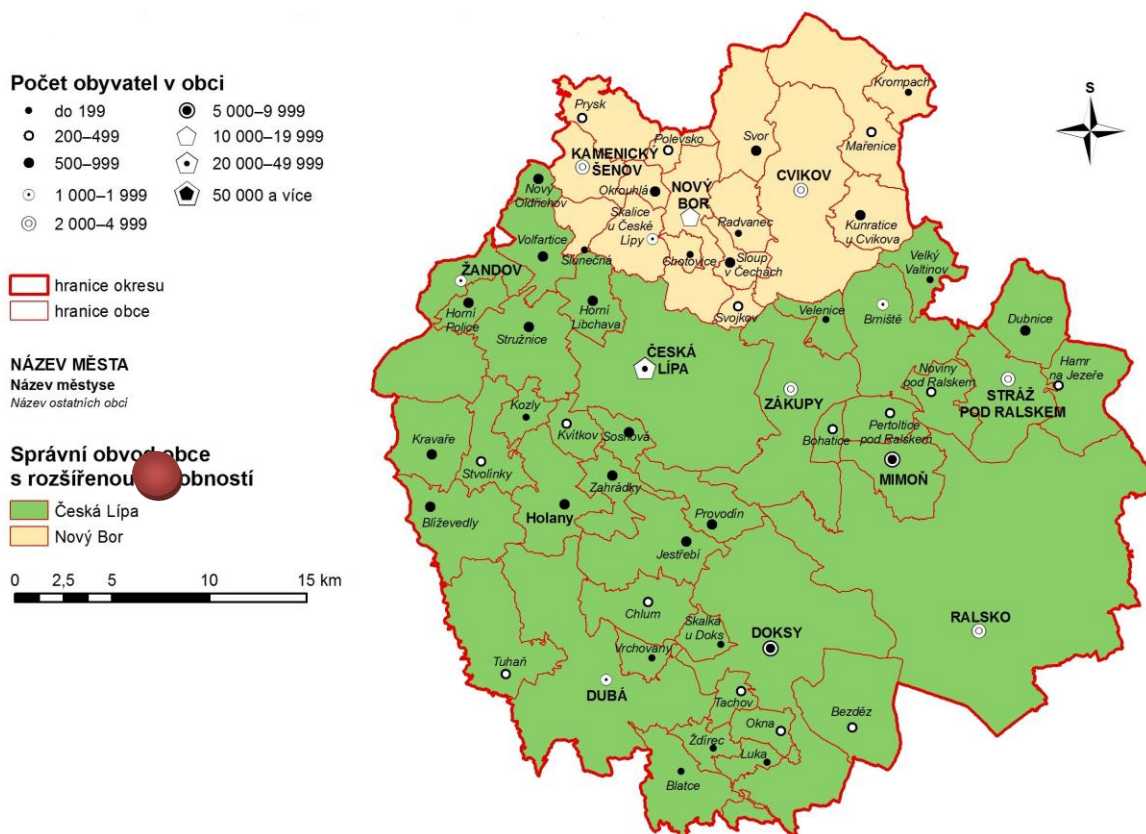 Počet obyvatel v obci
do 199
200–499
500–999
1 000–1 999
2 000–4 999
5 000–9 999
10 000–19 999
20 000–49 999
50 000 a více
hranice okresu
hranice obce
NÁZEV MĚSTA
Název městyse
Název ostatních obcí
Správní obvod obce
s rozšířenou
Česká Lípa
Nový Bor
0 2,5 5 10 15 km
S
Krompach
Prysk
Polevsko
Svor
Mařenice
KAMENICKÝ
ŠENOV
CVIKOV
Nový
Oldřichov
Okrouhlá
NOVÝ
BOR
Skalice
u České
Lípy
Radvanec
Kunratice
u Cvikova
Volfartice
Slunečná
Chotovice
Sloup
v Čechách
Velký
Valtinov
ŽANDOV
Horní
Police
Horní
Libchava
Svojkov
Velenice
Brniště
Dubnice
Stružnice
ČESKÁ
LÍPA
Noviny
pod Ralskem
Hamr
na Jezeře
ZÁKUPY
STRÁŽ
POD RALSKEM
Kozly
Kvítkov
Sosnová
Bohatice
Pertoltice
pod Ralskem
Kravaře
Stvolínky
Zahrádky
MIMOŇ
Blíževedly
Holany
Provodín
Jestřebí
Chlum
Skalka
u Doks
DOKSY
RALSKO
Vrchovany
Tuhaň
DUBÁ
Tachov
Okna
Bezděz
Ždírec
Luka
Blatce